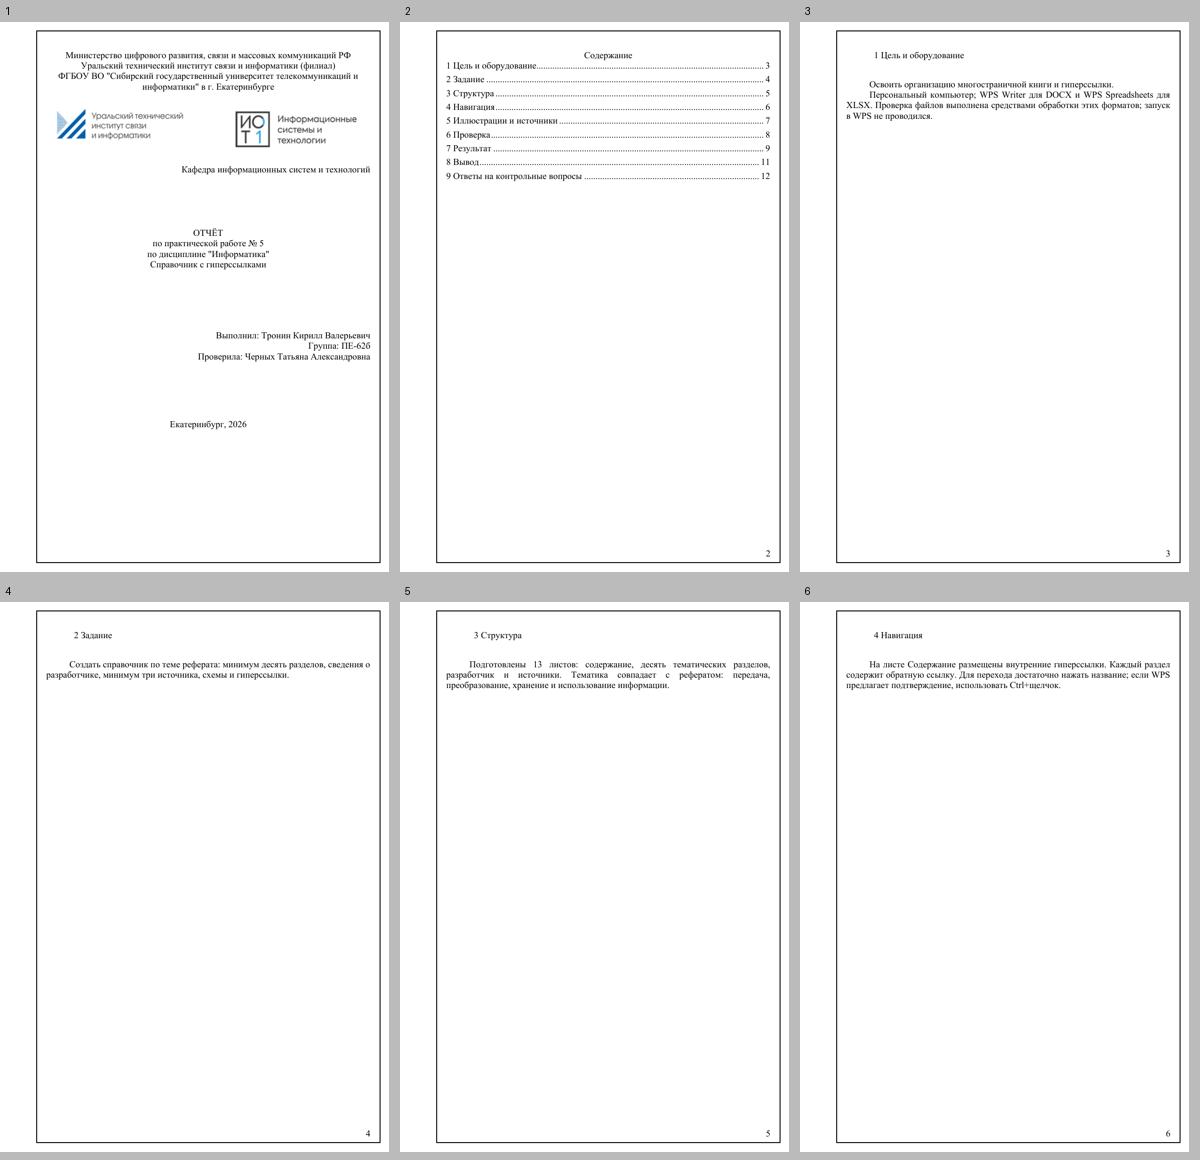 1
2
3
Министерство цифрового развития, связи и массовых коммуникаций РФ
Уральский технический институт связи и информатики (филиал)
ФГБОУ ВО "Сибирский государственный университет телекоммуникаций и
информатики" в г. Екатеринбурге
Уральский технический
институт связи
и информатики
ИО
Т 1
Информационные
системы и
технологии
Кафедра информационных систем и технологий
ОТЧЁТ
по практической работе № 5
по дисциплине "Информатика"
Справочник с гиперссылками
Выполнил: Тронин Кирилл Валерьевич
Группа: ПЕ-62б
Проверила: Черных Татьяна Александровна
Екатеринбург, 2026
Содержание
1 Цель и оборудование........ 3
2 Задание ........ 4
3 Структура ........ 5
4 Навигация ........ 6
5 Иллюстрации и источники ........ 7
6 Проверка........ 8
7 Результат ........ 9
8 Вывод........ 11
9 Ответы на контрольные вопросы ........ 12
2
1 Цель и оборудование
Освоить организацию многостраничной книги и гиперссылки.
Персональный компьютер; WPS Writer для DOCX и WPS Spreadsheets для
XLSX. Проверка файлов выполнена средствами обработки этих форматов; запуск
в WPS не проводился.
3
4
5
6
2 Задание
Создать справочник по теме реферата: минимум десять разделов, сведения о
разработчике, минимум три источника, схемы и гиперссылки.
4
3 Структура
Подготовлены 13 листов: содержание, десять тематических разделов,
разработчик и источники. Тематика совпадает с рефератом: передача,
преобразование, хранение и использование информации.
5
4 Навигация
На листе Содержание размещены внутренние гиперссылки. Каждый раздел
содержит обратную ссылку. Для перехода достаточно нажать название; если WPS
предлагает подтверждение, использовать Ctrl+щелчок.
6